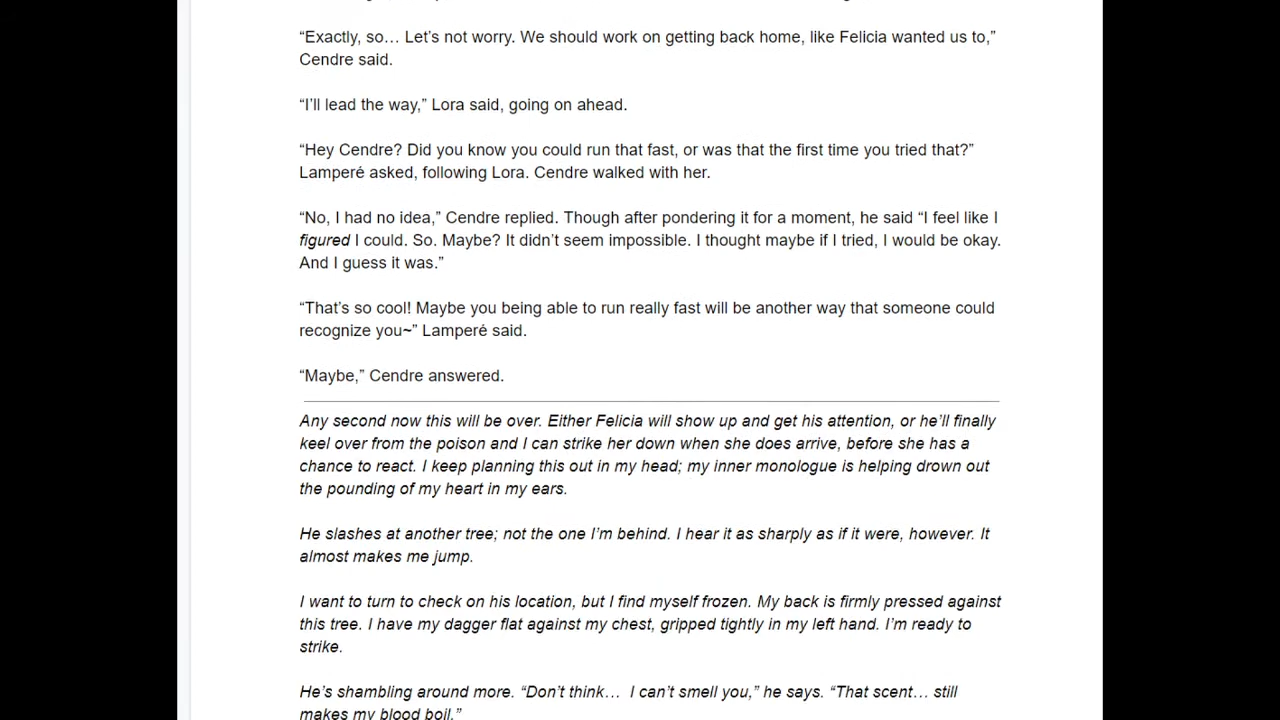 “Exactly, so… Let’s not worry. We should work on getting back home, like Felicia wanted us to,”
Cendre said.
“I’ll lead the way,” Lora said, going on ahead.
“Hey Cendre? Did you know you could run that fast, or was that the first time you tried that?”
Lamperé asked, following Lora. Cendre walked with her.
“No, I had no idea,” Cendre replied. Though after pondering it for a moment, he said “I feel like I
figured I could. So. Maybe? It didn’t seem impossible. I thought maybe if I tried, I would be okay.
And I guess it was.”
“That’s so cool! Maybe you being able to run really fast will be another way that someone could
recognize you~” Lamperé said.
“Maybe,” Cendre answered.
Any second now this will be over. Either Felicia will show up and get his attention, or he’ll finally
keel over from the poison and I can strike her down when she does arrive, before she has a
chance to react. I keep planning this out in my head; my inner monologue is helping drown out
the pounding of my heart in my ears.
He slashes at another tree; not the one I’m behind. I hear it as sharply as if it were, however. It
almost makes me jump.
I want to turn to check on his location, but I find myself frozen. My back is firmly pressed against
this tree. I have my dagger flat against my chest, gripped tightly in my left hand. I’m ready to
strike.
He’s shambling around more. “Don’t think…  I can’t smell you,” he says. “That scent… still
makes my blood boil.”